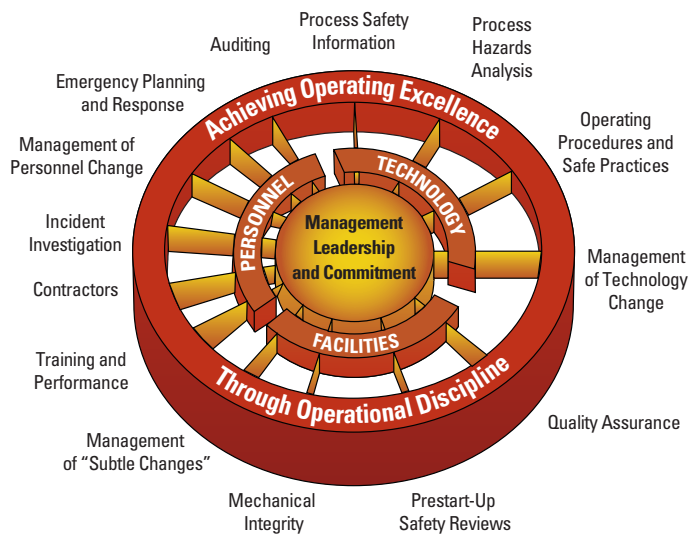 Process Safety
Information
Process
Hazards
Analysis
Auditing
Emergency Planning
and Response
Operating
Procedures and
Safe Practices
Management of
Personnel Change
Incident
Investigation
Management
of Technology
Change
Contractors
Training and
Performance
Quality Assurance
Management
of “Subtle Changes”
Mechanical
Integrity
Prestart-Up
Safety Reviews
Achieving Operating Excellence
Through Operational Discipline
PERSONNEL
TECHNOLOGY
FACILITIES
Management
Leadership
and Commitment